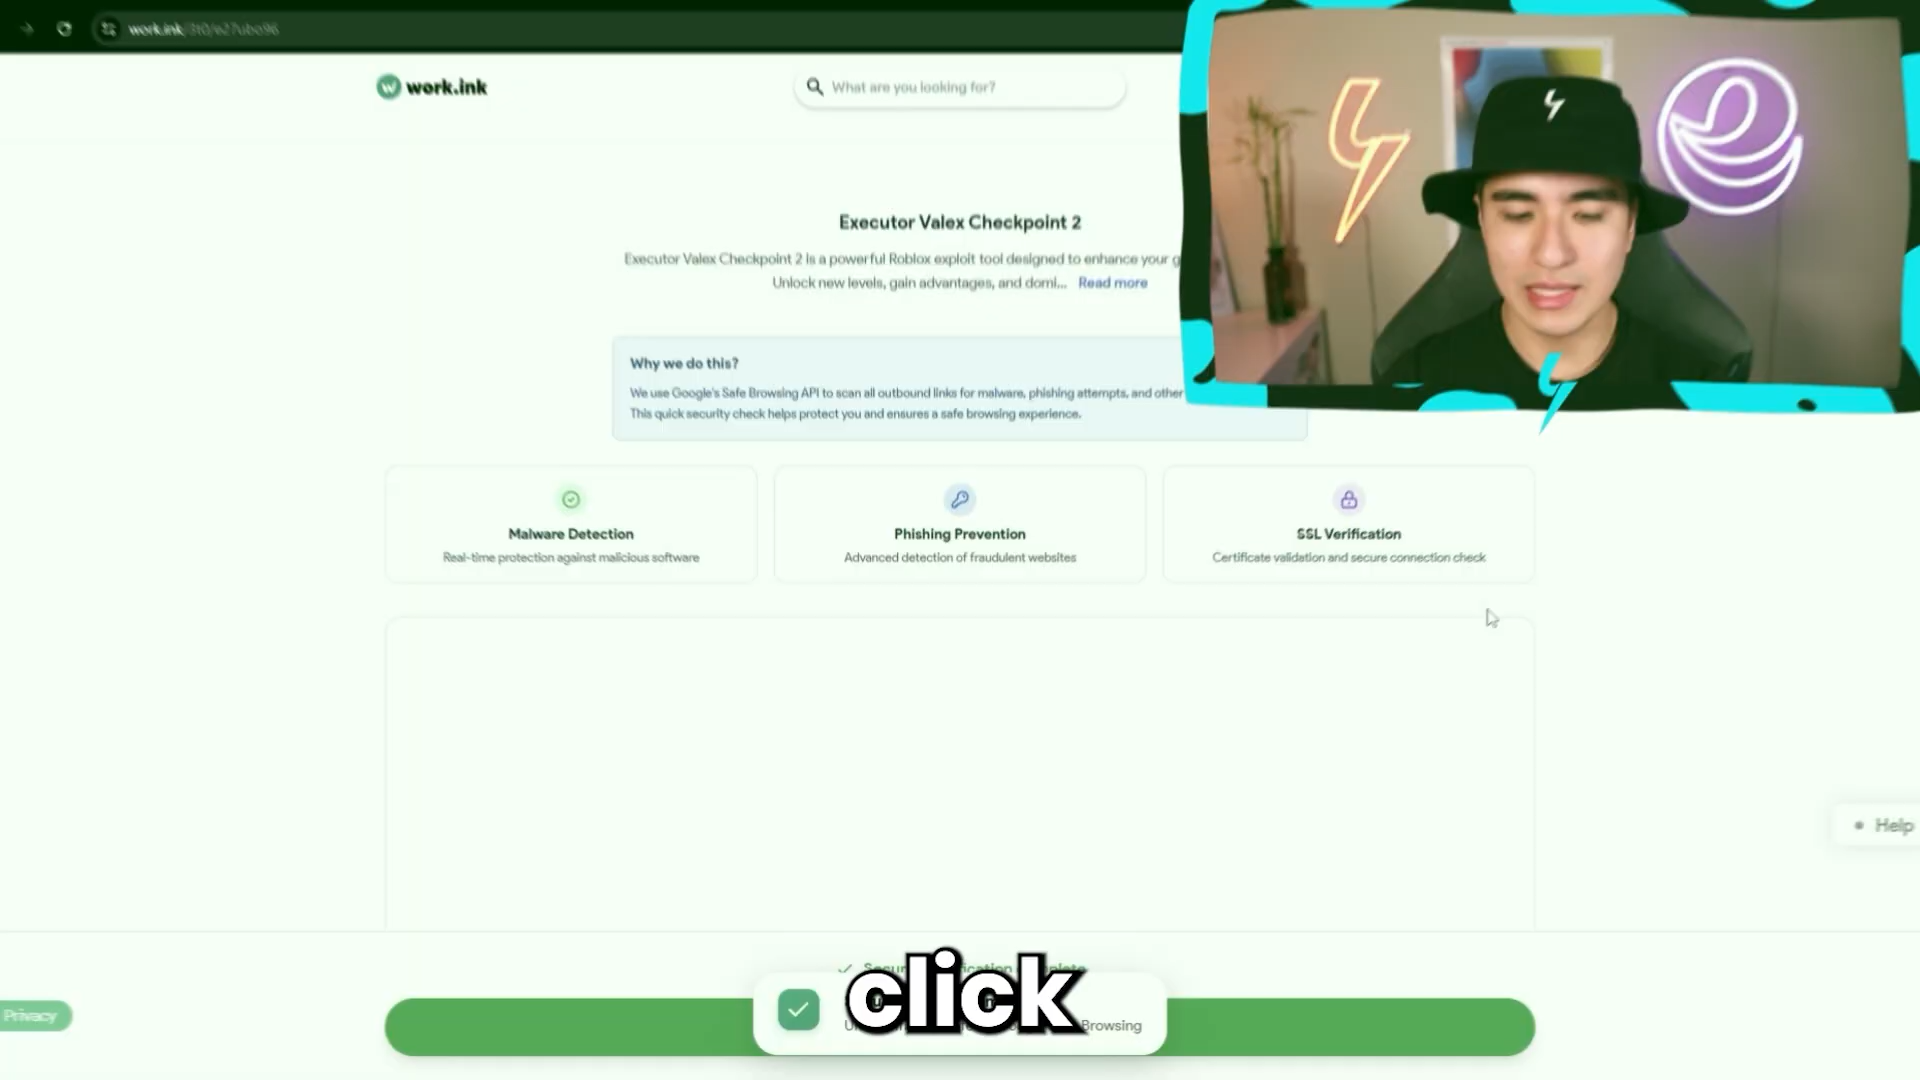 work.ink/3t0/e27ubo96
work.ink
What are you looking for?
Executor Valex Checkpoint 2
Executor Valex Checkpoint 2 is a powerful Roblox exploit tool designed to enhance your g
Unlock new levels, gain advantages, and domi... Read more
Why we do this?
We use Google's Safe Browsing API to scan all outbound links for malware, phishing attempts, and other
This quick security check helps protect you and ensures a safe browsing experience.
Malware Detection
Real-time protection against malicious software
Phishing Prevention
Advanced detection of fraudulent websites
SSL Verification
Certificate validation and secure connection check
Help
click
Browsing
Privacy